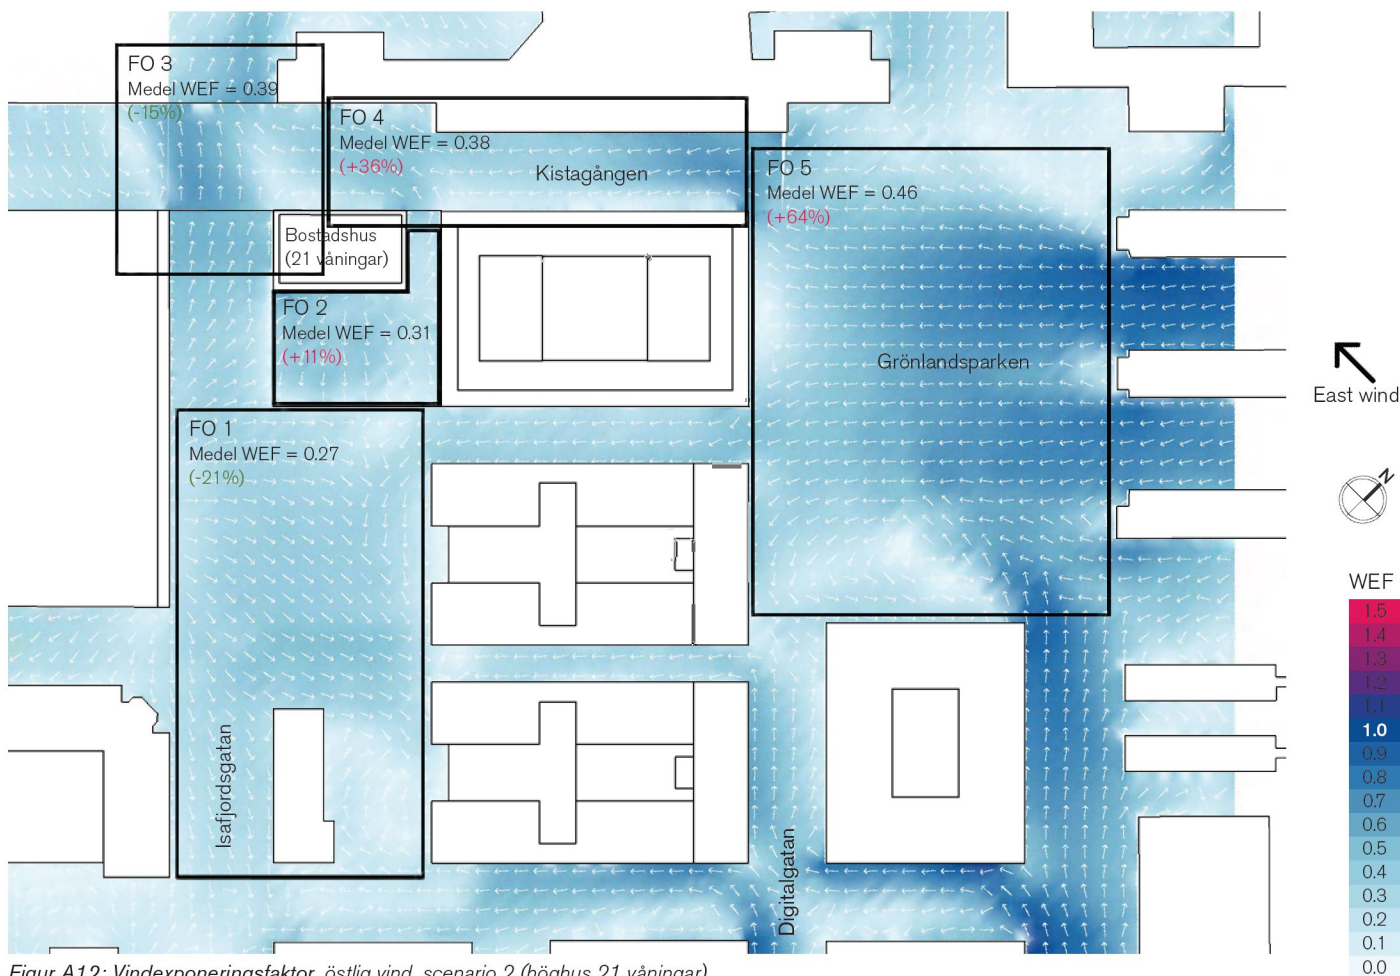 FO 3
Medel WEF = 0.39
(-15%)
FO 4
Medel WEF = 0.38
(+36%)
Kistagången
FO 5
Medel WEF = 0.46
(+64%)
Bostadshus
(21 våningar)
FO 2
Medel WEF = 0.31
(+11%)
Grönlandsparken
East wind
FO 1
Medel WEF = 0.27
(-21%)
N
Isafjordsgatan
Digitalgatan
WEF
1.5
1.4
1.3
1.2
1.1
1.0
0.9
0.8
0.7
0.6
0.5
0.4
0.3
0.2
0.1
0.0
Figur A12: Vindexponeringsfaktor, östlig vind, scenario 2 (höghus 21 våningar)